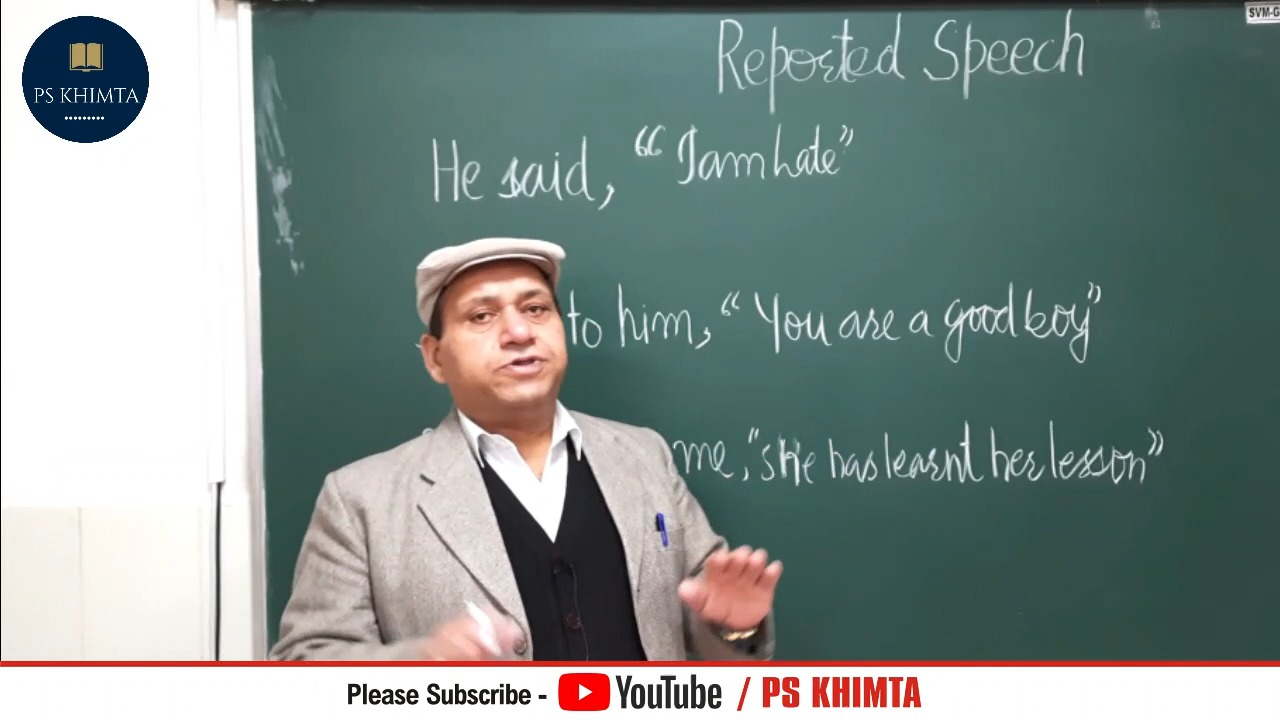 SVM-G
PS KHIMTA
Reported Speech
He said, “I am late”
to him, “You are a good boy”
me, “She has learnt her lesson”
Please Subscribe - YouTube / PS KHIMTA